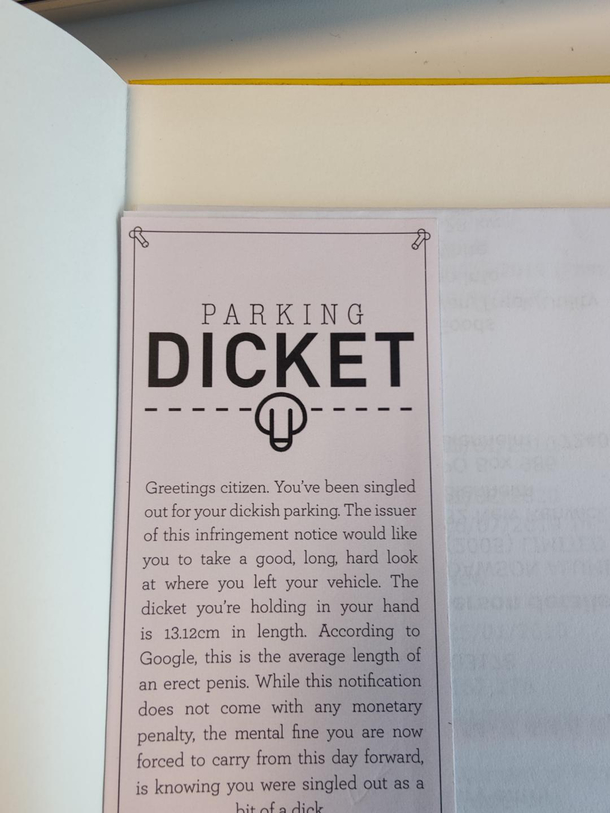 PARKING
DICKET
Greetings citizen. You've been singled
out for your dickish parking. The issuer
of this infringement notice would like
you to take a good, long, hard look
at where you left your vehicle. The
dicket you're holding in your hand
is 13.12cm in length. According to
Google, this is the average length of
an erect penis. While this notification
does not come with any monetary
penalty, the mental fine you are now
forced to carry from this day forward,
is knowing you were singled out as a
bit of a dick